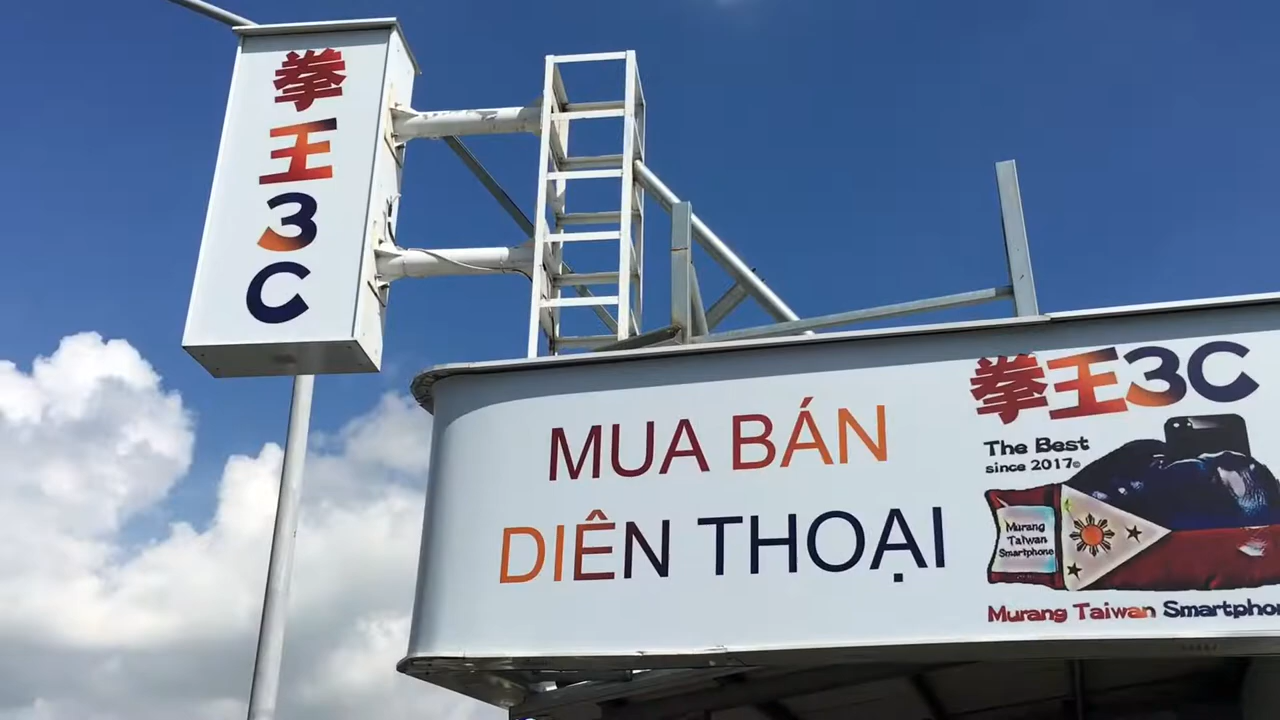 拳王3C
MUA BÁN
DIÊN THOẠI
拳王3C
The Best
since 2017
Murang
Taiwan
Smartphone
Murang Taiwan